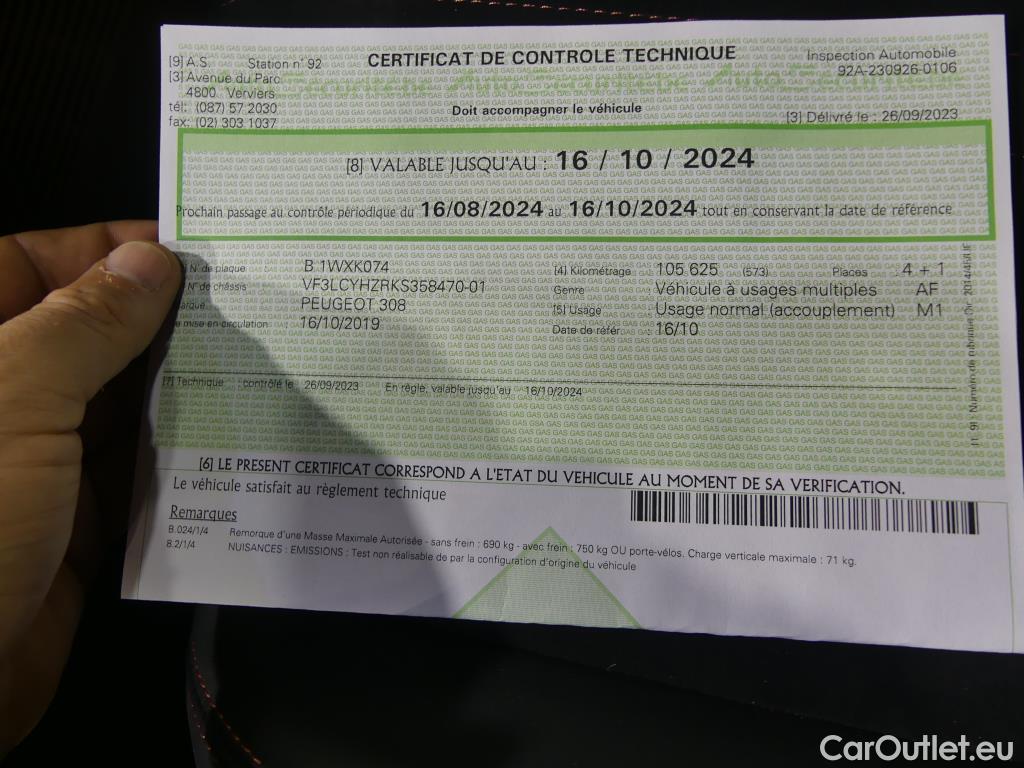 [9] A.S. Station n° 92
[3] Avenue du Parc
4800 Verviers
tél: (087) 57 2030
fax: (02) 303 1037
CERTIFICAT DE CONTROLE TECHNIQUE
Doit accompagner le véhicule
Inspection Automobile
92A-230926-0106
[3] Délivré le : 26/09/2023
[8] VALABLE JUSQU'AU : 16 / 10 / 2024
Prochain passage au contrôle périodique du 16/08/2024 au 16/10/2024 tout en conservant la date de référence
N° de plaque B 1WXK074
N° de châssis VF3LCYHZRKS358470-01
PEUGEOT 308
mise en circulation 16/10/2019
[4] Kilométrage 105.625 (573) Places 4 + 1
Genre Véhicule à usages multiples AF
[5] Usage Usage normal (accouplement) M1
Date de référ. 16/10
[7] Technique : contrôlé le 26/09/2023 En règle, valable jusqu'au 16/10/2024
[6] LE PRESENT CERTIFICAT CORRESPOND A L'ETAT DU VEHICULE AU MOMENT DE SA VERIFICATION.
Le véhicule satisfait au règlement technique
Remarques
B.024/1/4 Remorque d'une Masse Maximale Autorisée - sans frein : 690 kg - avec frein : 750 kg OU porte-vélos. Charge verticale maximale : 71 kg.
8.2/1/4 NUISANCES : EMISSIONS : Test non réalisable de par la configuration d'origine du véhicule
CarOutlet.eu